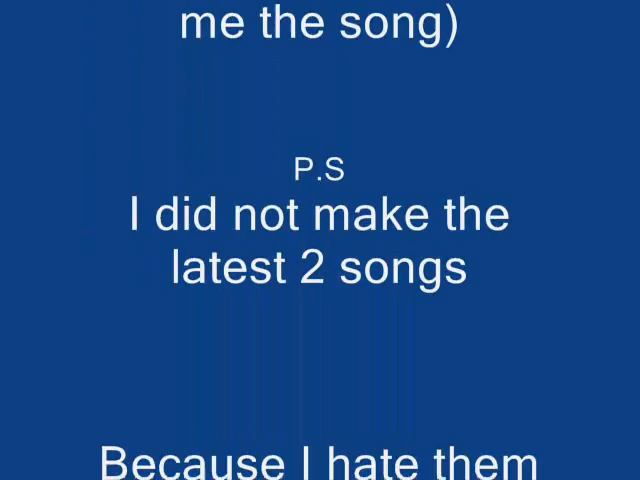 me the song)
P.S
I did not make the
latest 2 songs
Because I hate them